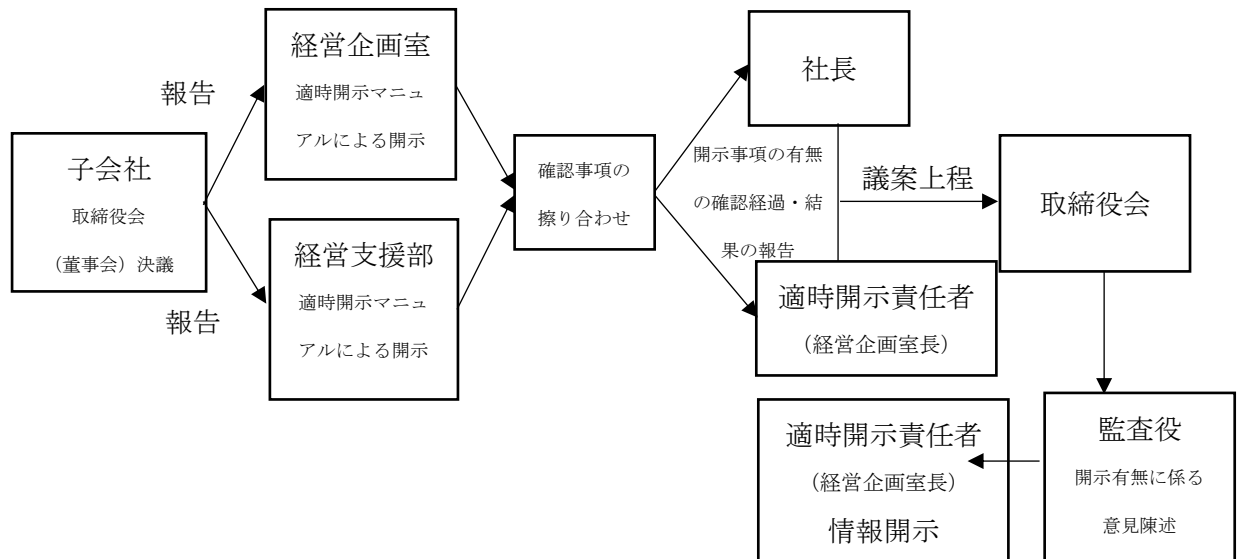 経営企画室
適時開示マニュ
アルによる開示
報告
子会社
取締役会
（董事会）決議
報告
経営支援部
適時開示マニュ
アルによる開示
確認事項の
擦り合わせ
社長
開示事項の有無
の確認経過・結
果の報告
議案上程
取締役会
適時開示責任者
（経営企画室長）
監査役
開示有無に係る
意見陳述
適時開示責任者
（経営企画室長）
情報開示